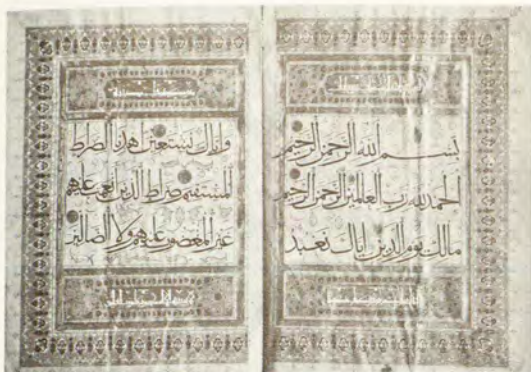 بسم الله الرحمن الرحيم
الحمد لله رب العالمين الرحمن الرحيم
مالك يوم الدين اياك نعبد
واياك نستعين اهدنا الصراط
المستقيم صراط الذين انعمت عليهم
غير المغضوب عليهم ولا الضالين